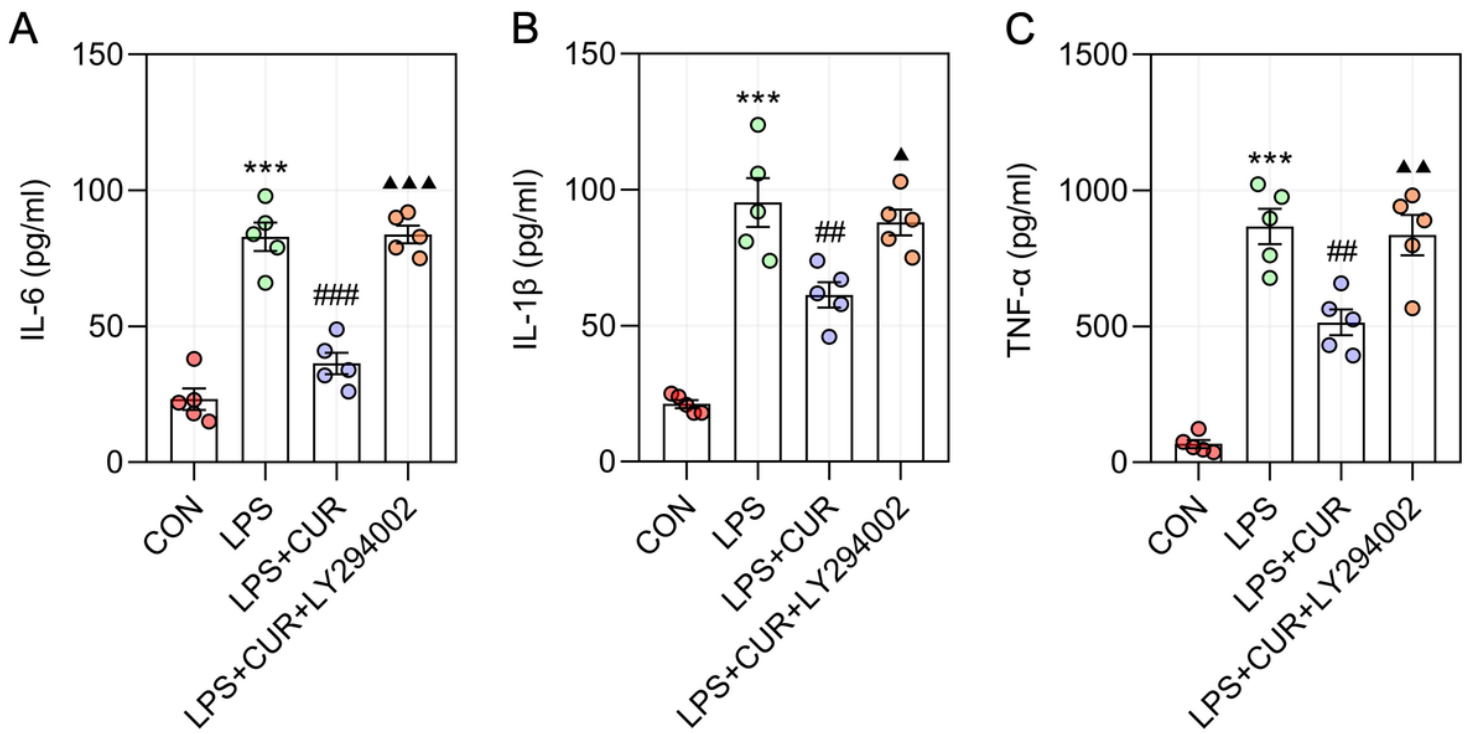 A
IL-6 (pg/ml)
150
100
50
0
***
###
▲▲▲
CON
LPS
LPS+CUR
LPS+CUR+LY294002
B
IL-1β (pg/ml)
150
100
50
0
***
##
▲
CON
LPS
LPS+CUR
LPS+CUR+LY294002
C
TNF-α (pg/ml)
1500
1000
500
0
***
##
▲▲
CON
LPS
LPS+CUR
LPS+CUR+LY294002